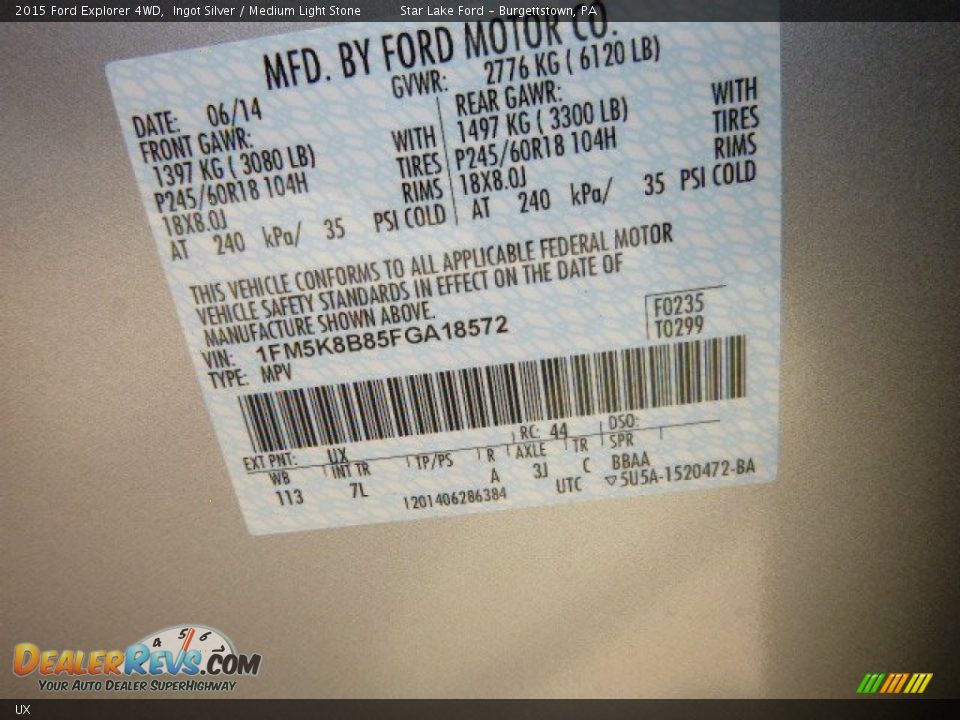 2015 Ford Explorer 4WD, Ingot Silver / Medium Light Stone Star Lake Ford - Burgettstown, PA
MFD. BY FORD MOTOR CO.
DATE: 06/14 GVWR: 2776 KG ( 6120 LB)
FRONT GAWR: REAR GAWR:
1397 KG ( 3080 LB) WITH 1497 KG ( 3300 LB) WITH
P245/60R18 104H TIRES P245/60R18 104H TIRES
18X8.0J RIMS 18X8.0J RIMS
AT 240 kPa/ 35 PSI COLD AT 240 kPa/ 35 PSI COLD
THIS VEHICLE CONFORMS TO ALL APPLICABLE FEDERAL MOTOR
VEHICLE SAFETY STANDARDS IN EFFECT ON THE DATE OF
MANUFACTURE SHOWN ABOVE.
VIN: 1FM5K8B85FGA18572 F0235
TYPE: MPV T0299
EXT PNT: UX RC: 44 DSO:
WB INT TR TP/PS R AXLE TR SPR
113 7L A 3J C BBAA
1201406286384 UTC ▽5U5A-1520472-BA
4 5 6 7
DEALERREVS.COM
YOUR AUTO DEALER SUPERHIGHWAY
UX